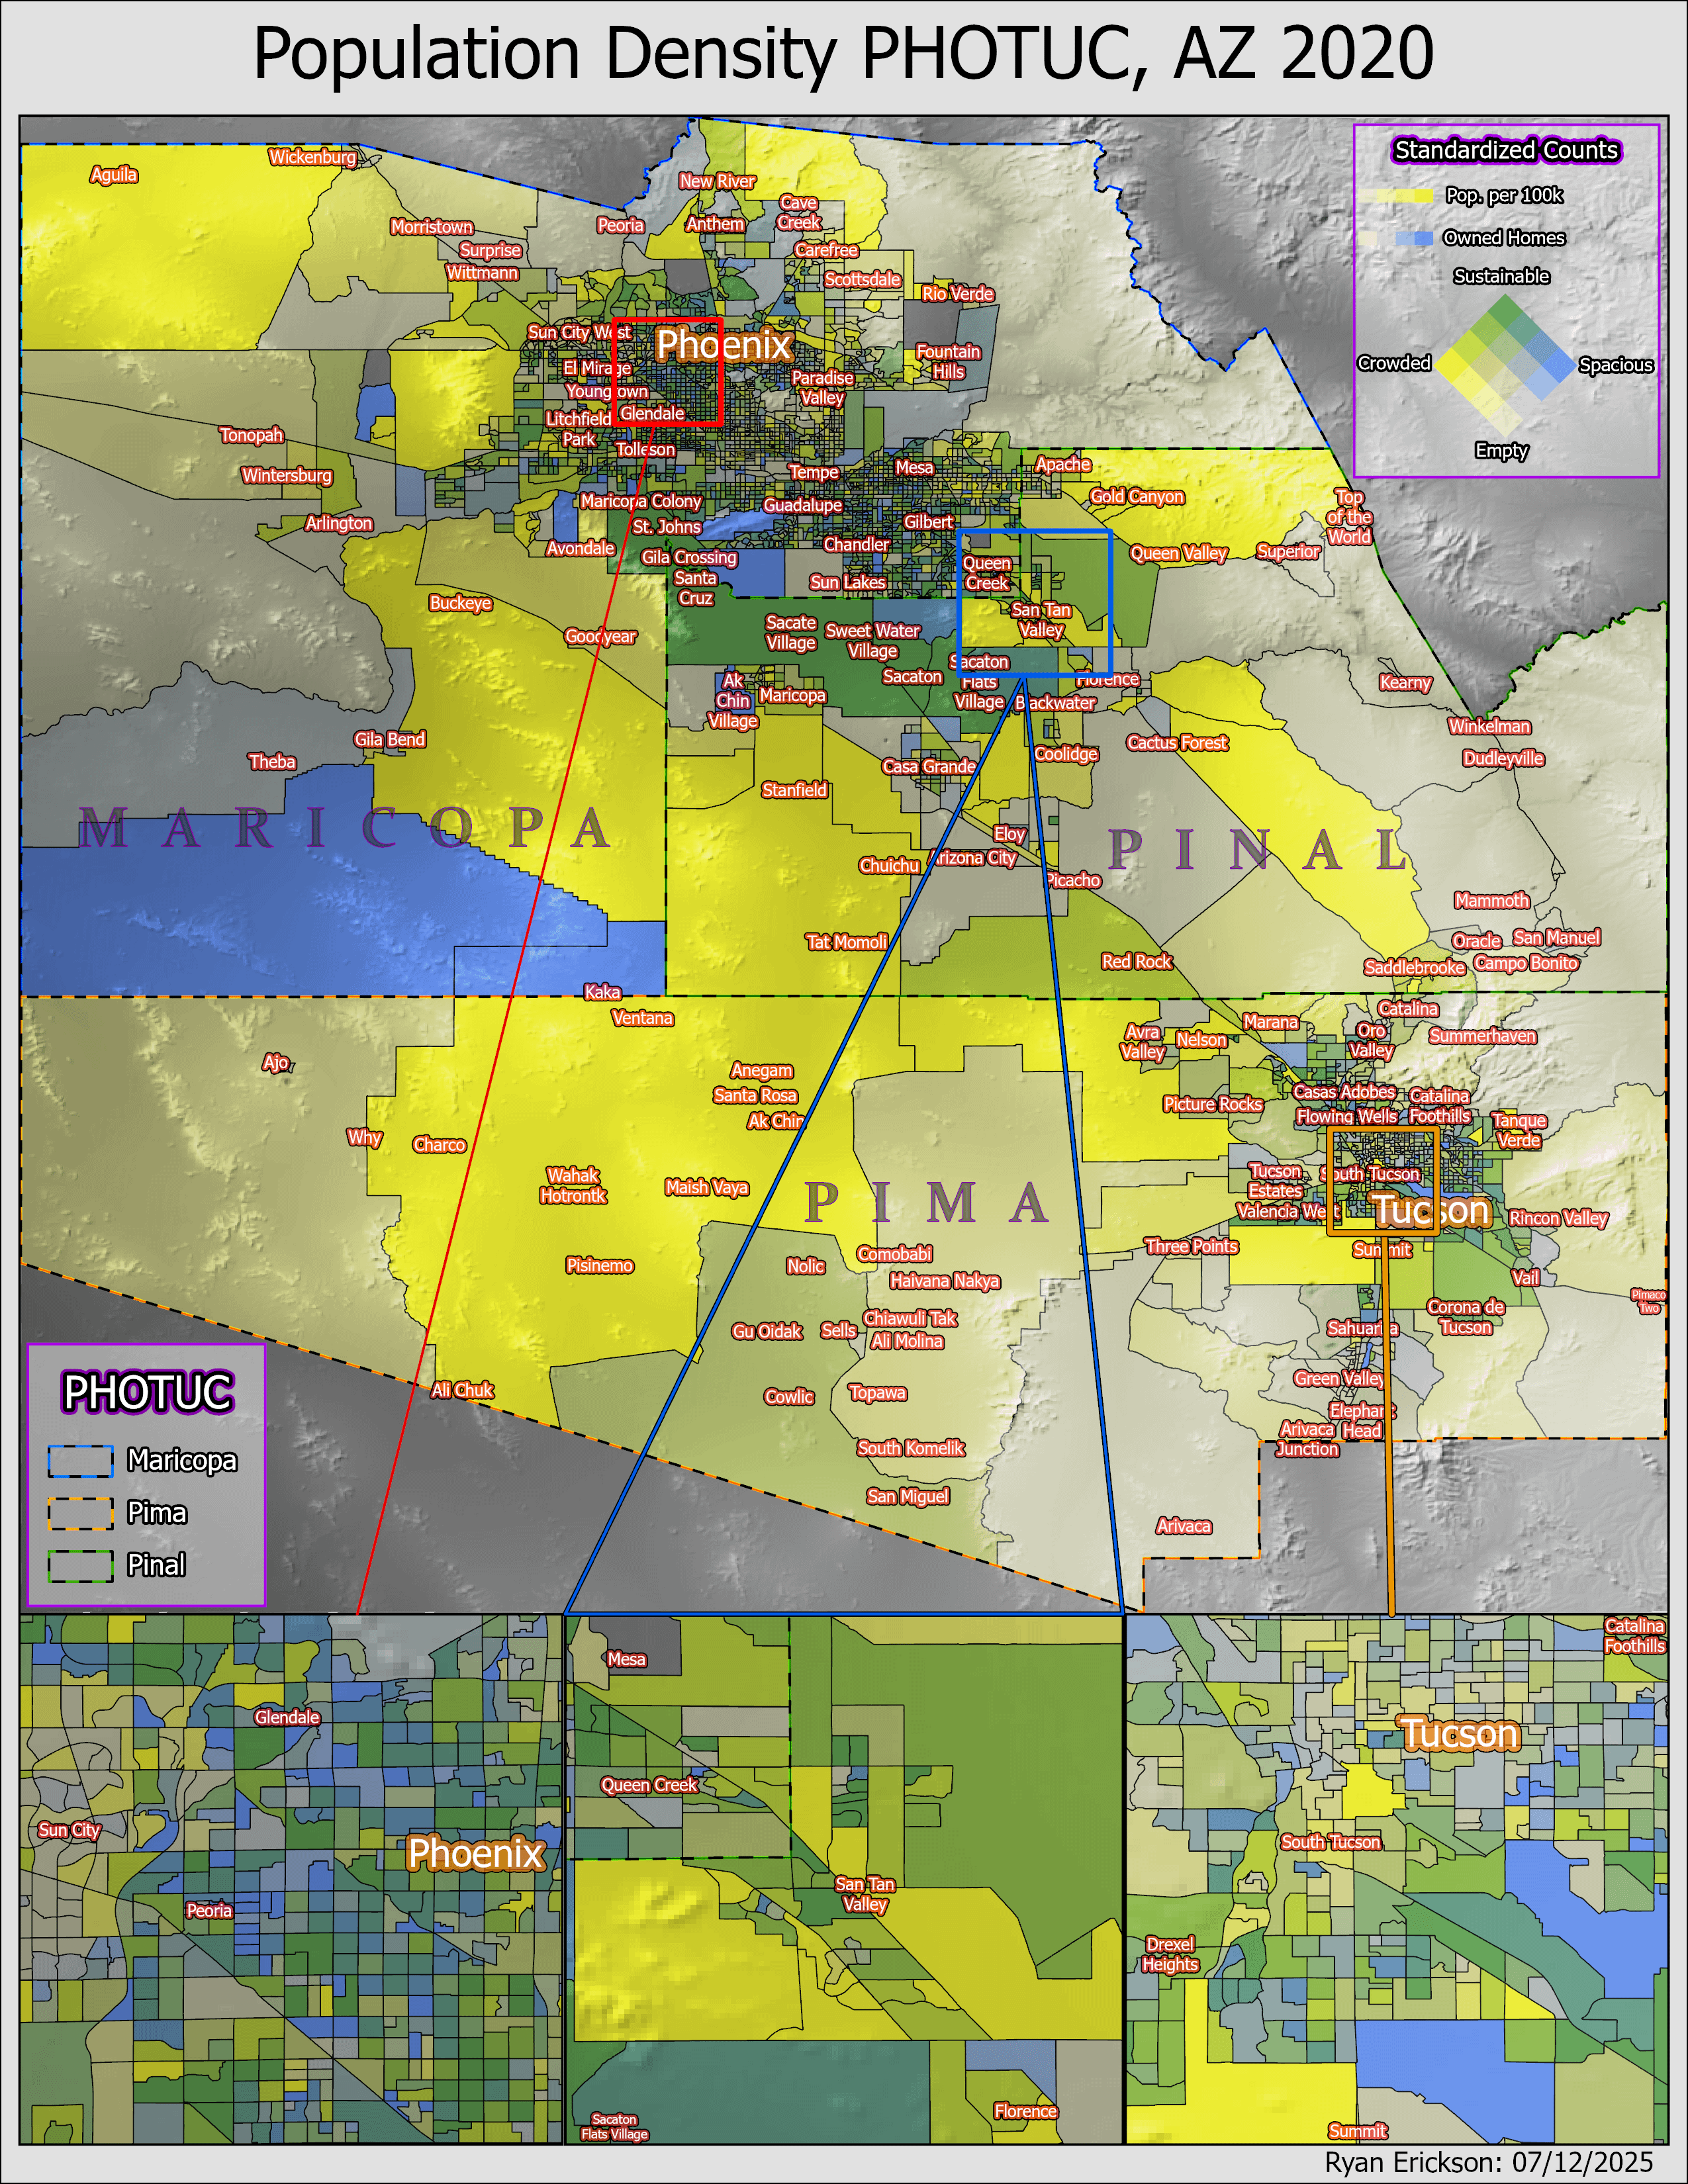 Population Density PHOTUC, AZ 2020
Standardized Counts
Pop. per 100k
Owned Homes
Sustainable
Crowded
Spacious
Empty
Aguila
Wickenburg
New River
Morristown
Peoria
Anthem
Cave
Creek
Surprise
Carefree
Wittmann
Scottsdale
Rio Verde
Sun City West
Phoenix
Fountain
Hills
El Mirage
Paradise
Valley
Youngtown
Glendale
Litchfield
Park
Tonopah
Tolleson
Wintersburg
Tempe
Mesa
Apache
Gold Canyon
Top
of the
World
Maricopa Colony
Guadalupe
Arlington
St. Johns
Gilbert
Avondale
Chandler
Gila Crossing
Queen Valley
Superior
Santa
Cruz
Sun Lakes
Queen
Creek
Buckeye
San Tan
Valley
Goodyear
Sacate
Village
Sweet Water
Village
Sacaton
Flats
Village
Sacaton
Florence
Kearny
Ak
Chin
Village
Maricopa
Blackwater
Winkelman
Gila Bend
Cactus Forest
Theba
Coolidge
Dudleyville
Casa Grande
Stanfield
MARICOPA
Eloy
PINAL
Arizona City
Chuichu
Picacho
Mammoth
Tat Momoli
Oracle
San Manuel
Red Rock
Saddlebrooke
Campo Bonito
Kaka
Ventana
Catalina
Marana
Avra
Valley
Nelson
Oro
Valley
Summerhaven
Ajo
Anegam
Santa Rosa
Casas Adobes
Catalina
Foothills
Picture Rocks
Ak Chin
Flowing Wells
Tanque
Verde
Why
Charco
Wahak
Hotrontk
Maish Vaya
Tucson
Estates
South Tucson
PIMA
Valencia West
Tucson
Rincon Valley
Three Points
Summit
Comobabi
Pisinemo
Nolic
Haivana Nakya
Vail
Pimaco
Two
Corona de
Tucson
Chiawuli Tak
Gu Oidak
Sells
Ali Molina
Sahuarita
Green Valley
Ali Chuk
Cowlic
Topawa
Elephant
Head
Arivaca
Junction
South Komelik
San Miguel
Arivaca
PHOTUC
Maricopa
Pima
Pinal
Glendale
Sun City
Phoenix
Peoria
Mesa
Queen Creek
San Tan
Valley
Sacaton
Flats Village
Florence
Catalina
Foothills
Tucson
South Tucson
Drexel
Heights
Summit
Ryan Erickson: 07/12/2025